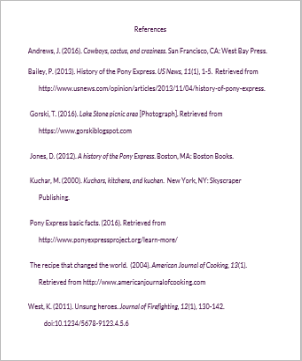 References
Andrews, J. (2016). Cowboys, cactus, and craziness. San Francisco, CA: West Bay Press.
Bailey, P. (2013). History of the Pony Express. US News, 11(1), 1-5. Retrieved from
http://www.usnews.com/opinion/articles/2013/11/04/history-of-pony-express.
Gorski, T. (2016). Lake Stone picnic area [Photograph]. Retrieved from
https://www.gorskiblogspot.com
Jones, D. (2012). A history of the Pony Express. Boston, MA: Boston Books.
Kuchar, M. (2000). Kuchars, kitchens, and kuchen. New York, NY: Skyscraper
Publishing.
Pony Express basic facts. (2016). Retrieved from
http://www.ponyexpressproject.org/learn-more/
The recipe that changed the world. (2004). American Journal of Cooking, 13(1).
Retrieved from http://www.americanjournalofcooking.com
West, K. (2011). Unsung heroes. Journal of Firefighting, 12(1), 130-142.
doi:10.1234/5678-9123.4.5.6